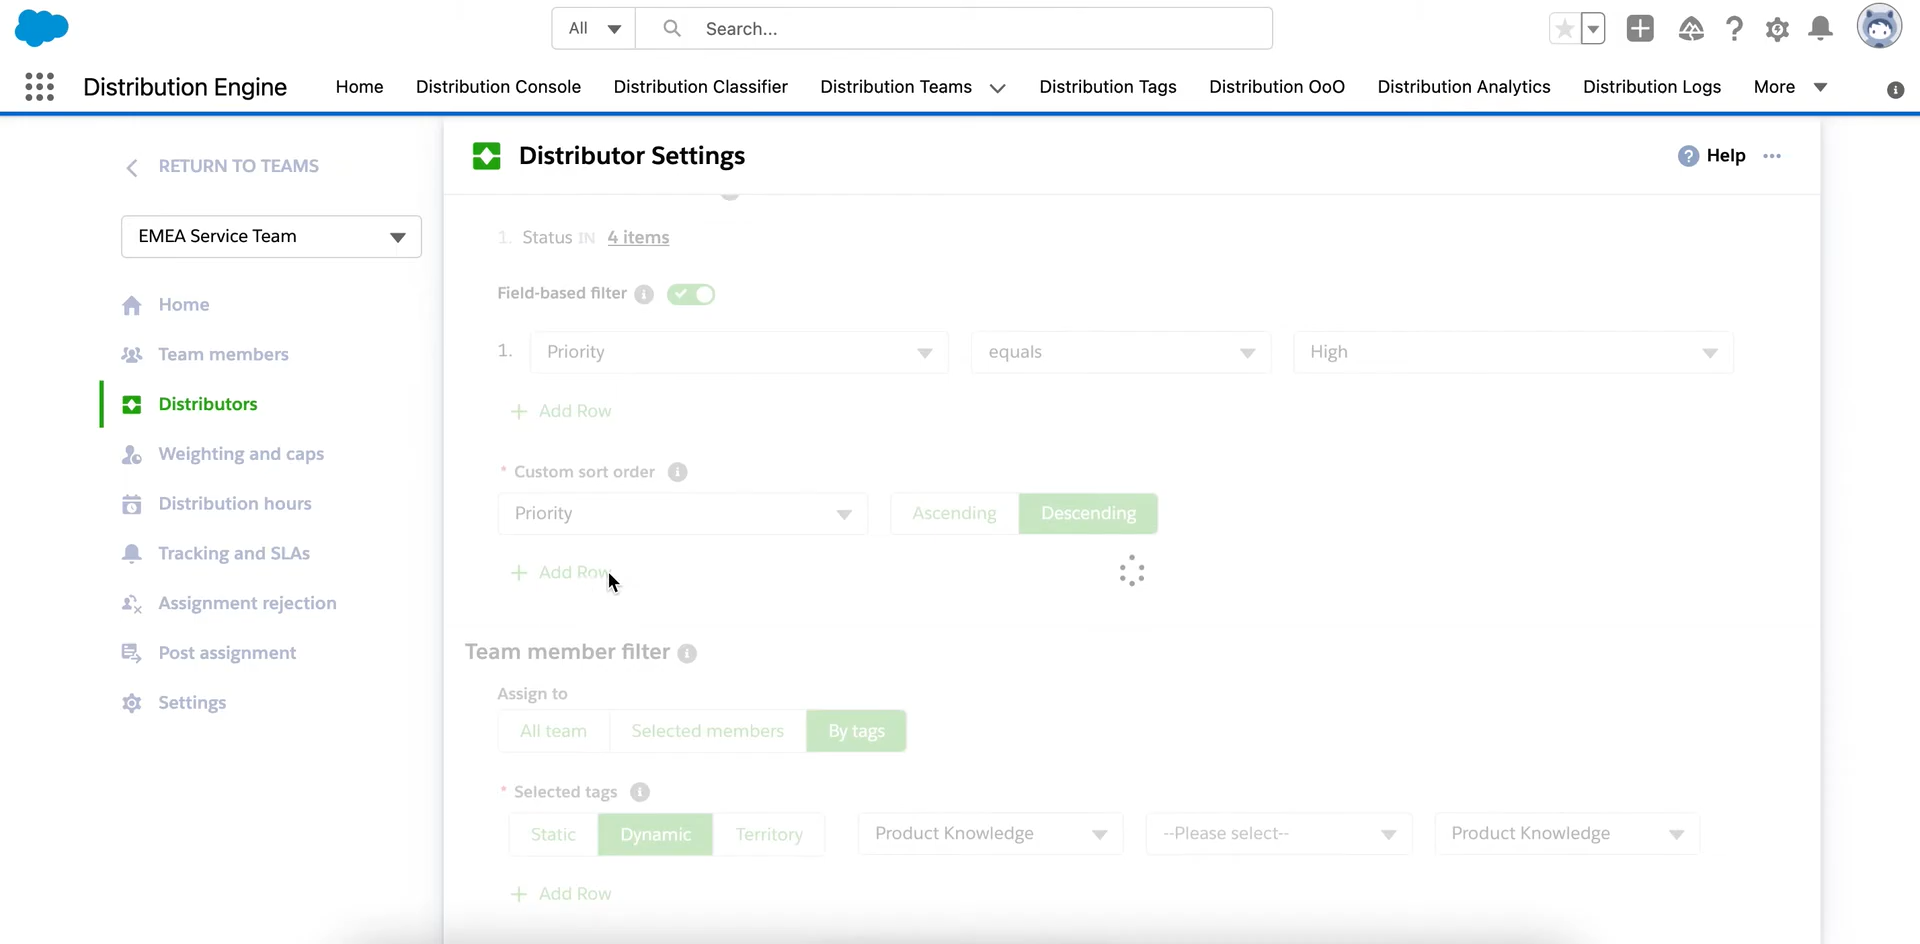 All
Search...
Distribution Engine
Home
Distribution Console
Distribution Classifier
Distribution Teams
Distribution Tags
Distribution OoO
Distribution Analytics
Distribution Logs
More
RETURN TO TEAMS
EMEA Service Team
Home
Team members
Distributors
Weighting and caps
Distribution hours
Tracking and SLAs
Assignment rejection
Post assignment
Settings
Distributor Settings
Help
1. Status IN 4 items
Field-based filter
1. Priority equals High
+ Add Row
* Custom sort order
Priority Ascending Descending
+ Add Row
Team member filter
Assign to
All team Selected members By tags
* Selected tags
Static Dynamic Territory Product Knowledge --Please select-- Product Knowledge
+ Add Row